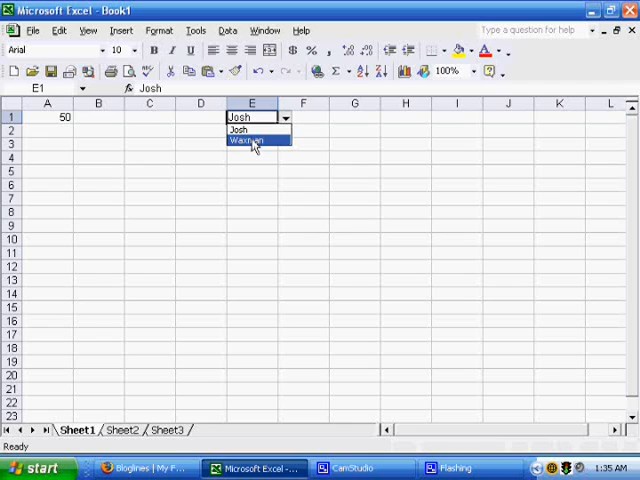 Microsoft Excel - Book1
File Edit View Insert Format Tools Data Window Help
Type a question for help
Arial 10 B I U $ % , .0 .00
Σ 100%
E1 fx Josh
A B C D E F G H I J K L
1 50 Josh
2 Josh
3
4
5
6
7
8
9
10
11
12
13
14
15
16
17
18
19
20
21
22
23
Sheet1 Sheet2 Sheet3
Ready
start Bloglines | My F... Microsoft Excel -... CamStudio Flashing 1:35 AM